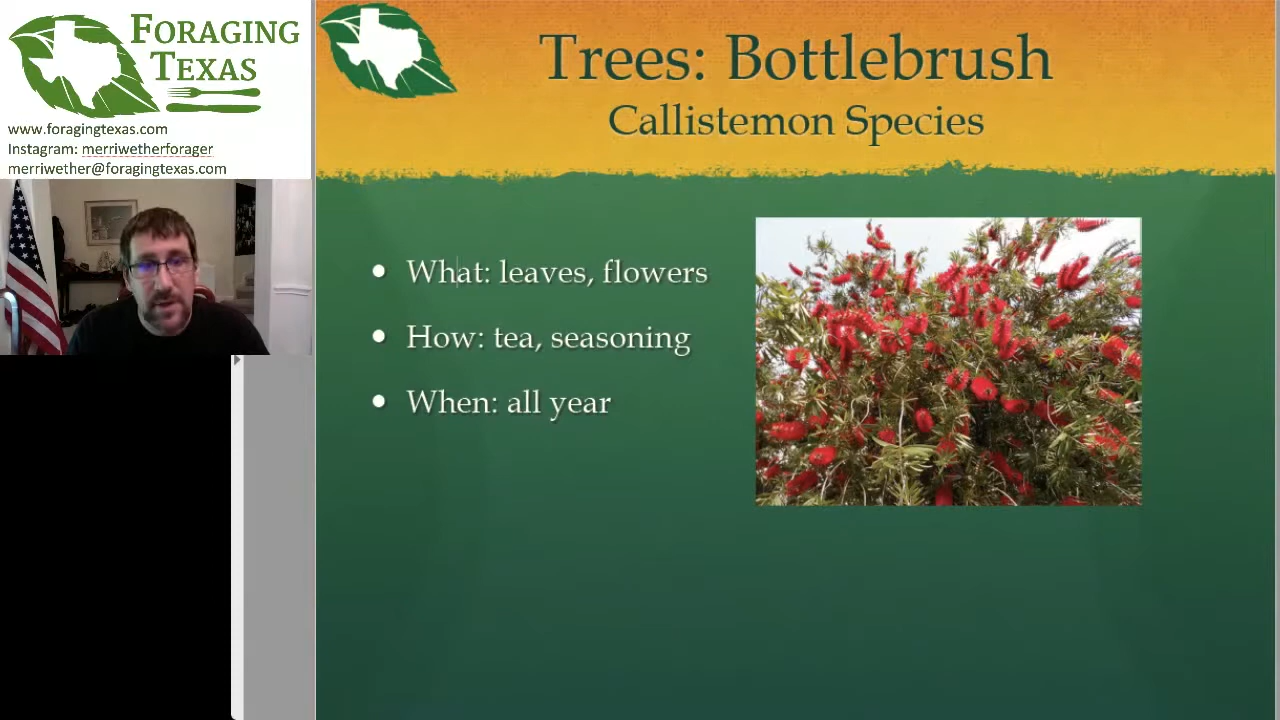 Foraging
Texas
www.foragingtexas.com
Instagram: merriwetherforager
merriwether@foragingtexas.com
Trees: Bottlebrush
Callistemon Species
• What: leaves, flowers
• How: tea, seasoning
• When: all year